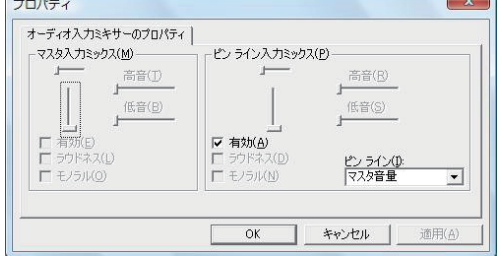 プロパティ
オーディオ入力ミキサーのプロパティ
マスタ入力ミックス(M)
高音(T)
低音(B)
有効(E)
ラウドネス(L)
モノラル(O)
ピン ライン入力ミックス(P)
高音(R)
低音(S)
有効(A)
ラウドネス(D)
モノラル(N)
ピン ライン(I):
マスタ音量
OK
キャンセル
適用(A)